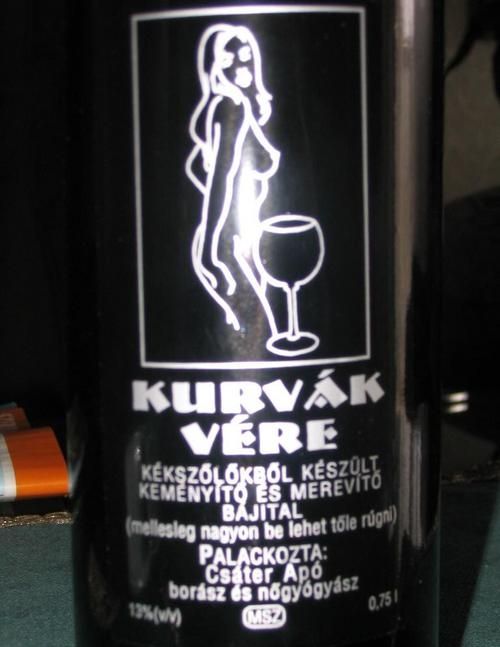 KURVÁK
VÉRE
KÉKSZŐLŐKBŐL KÉSZÜLT
KEMÉNYÍTŐ ÉS MEREVÍTŐ
BÁJITAL
(mellesleg nagyon be lehet tőle rúgni)
PALACKOZTA:
Csáter Apó
borász és nőgyógyász
13%(v/v) MSZ 0,75 l